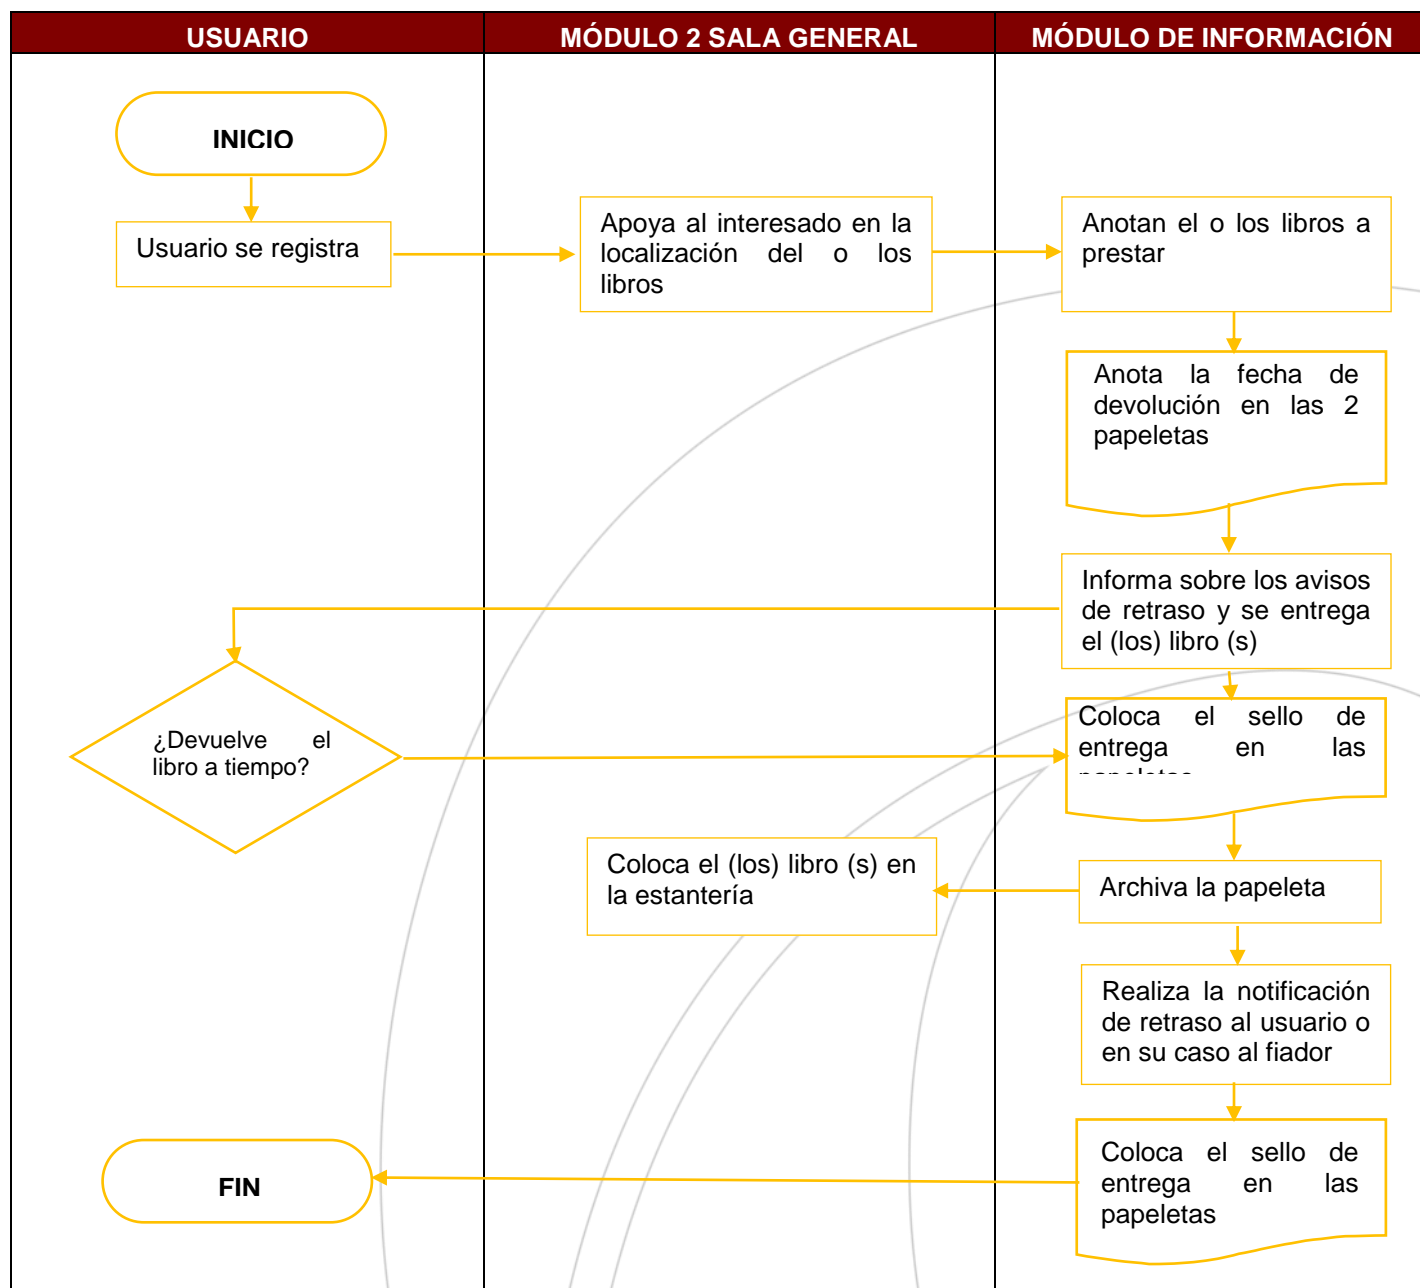 USUARIO
MÓDULO 2 SALA GENERAL
MÓDULO DE INFORMACIÓN
INICIO
Usuario se registra
Apoya al interesado en la
localización del o los
libros
Anotan el o los libros a
prestar
Anota la fecha de
devolución en las 2
papeletas
Informa sobre los avisos
de retraso y se entrega
el (los) libro (s)
¿Devuelve el
libro a tiempo?
Coloca el sello de
entrega en las
Coloca el (los) libro (s) en
la estantería
Archiva la papeleta
Realiza la notificación
de retraso al usuario o
en su caso al fiador
Coloca el sello de
entrega en las
papeletas
FIN